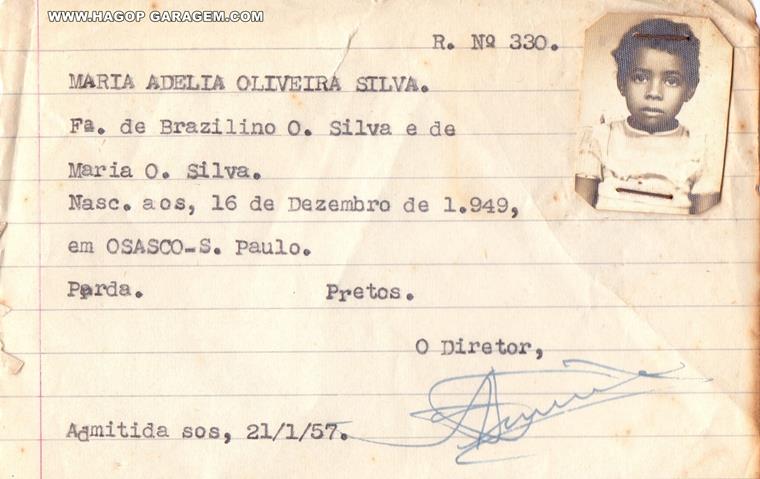 WWW.HAGOP GARAGEM.COM
R. Nº 330.
MARIA ADELIA OLIVEIRA SILVA.
Fa. de Brazilino O. Silva e de
Maria O. Silva.
Nasc. aos, 16 de Dezembro de 1.949,
em OSASCO-S. Paulo.
Parda. Pretos.
O Diretor,
Admitida sos, 21/1/57.